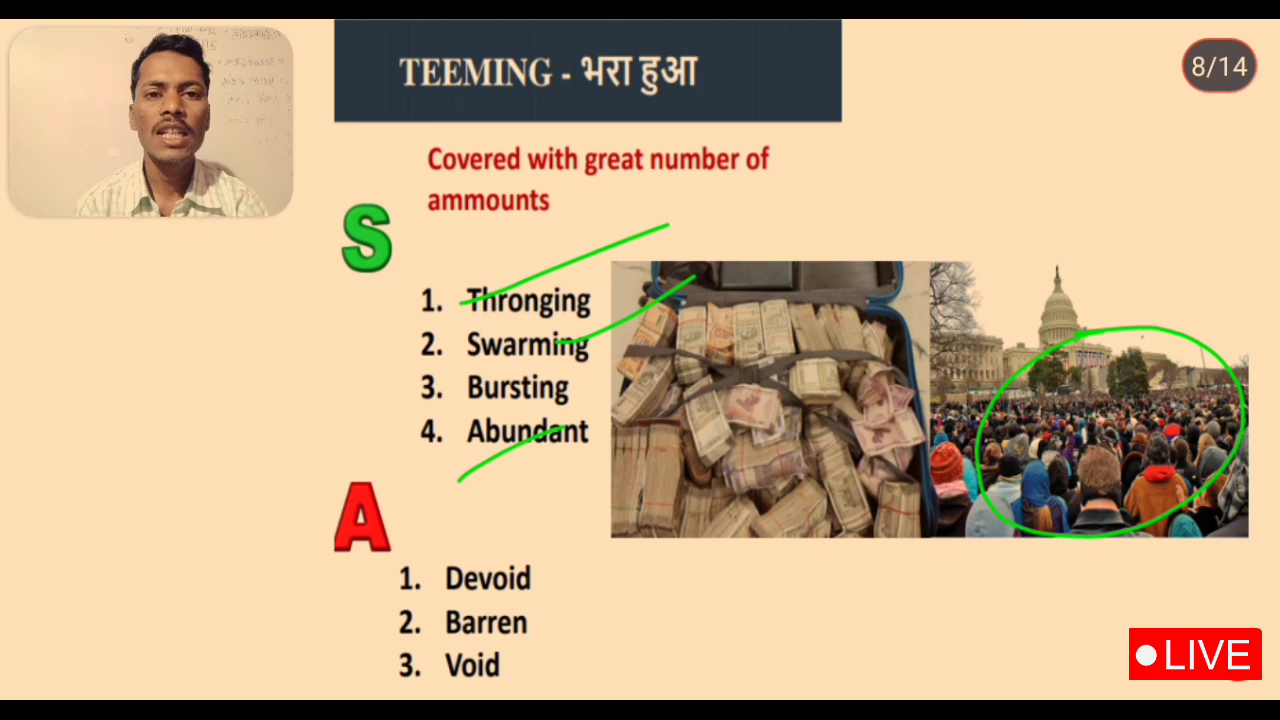 TEEMING - भरा हुआ
8/14
Covered with great number of
ammounts
S
1. Thronging
2. Swarming
3. Bursting
4. Abundant
A
1. Devoid
2. Barren
3. Void
LIVE